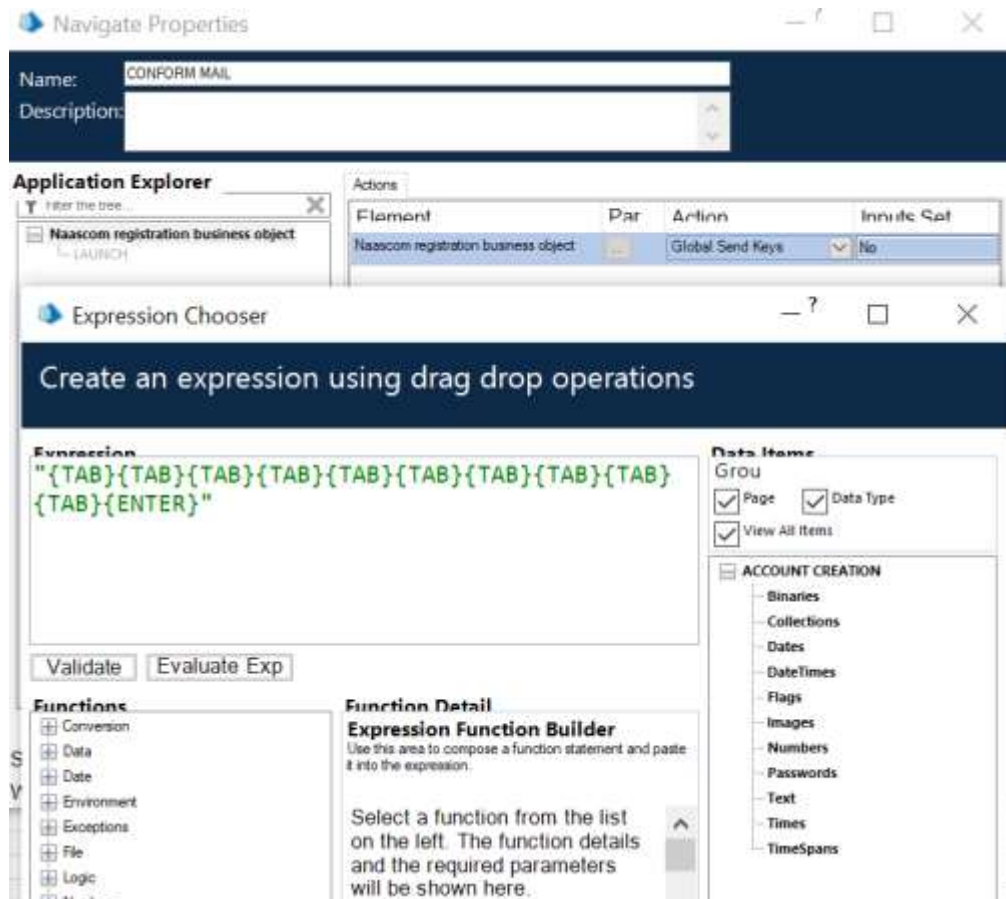 Navigate Properties
Name:
CONFORM MAIL
Description:
Application Explorer
Actions
Filter the tree...
Element Par Action Inputs Set
Naascom registration business object
LAUNCH
Naascom registration business object ... Global Send Keys No
Expression Chooser
?
Create an expression using drag drop operations
Expression
"{TAB}{TAB}{TAB}{TAB}{TAB}{TAB}{TAB}{TAB}{TAB}
{TAB}{ENTER}"
Data Items
Grou
Page Data Type
View All Items
ACCOUNT CREATION
Binaries
Collections
Dates
DateTimes
Flags
Images
Numbers
Passwords
Text
Times
TimeSpans
Validate Evaluate Exp
Functions
Conversion
Data
Date
Environment
Exceptions
File
Logic
Function Detail
Expression Function Builder
Use this area to compose a function statement and paste
it into the expression.
Select a function from the list
on the left. The function details
and the required parameters
will be shown here.